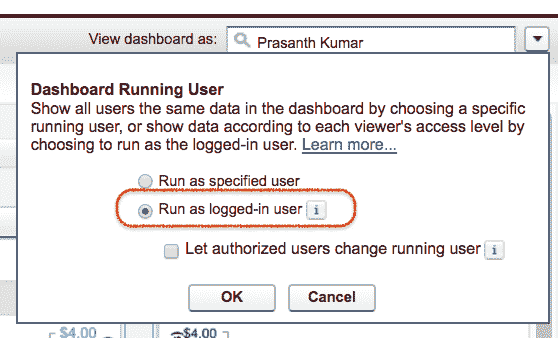 View dashboard as: Prasanth Kumar
Dashboard Running User
Show all users the same data in the dashboard by choosing a specific
running user, or show data according to each viewer's access level by
choosing to run as the logged-in user. Learn more...
Run as specified user
Run as logged-in user i
Let authorized users change running user i
OK Cancel
$4.00 $4.00